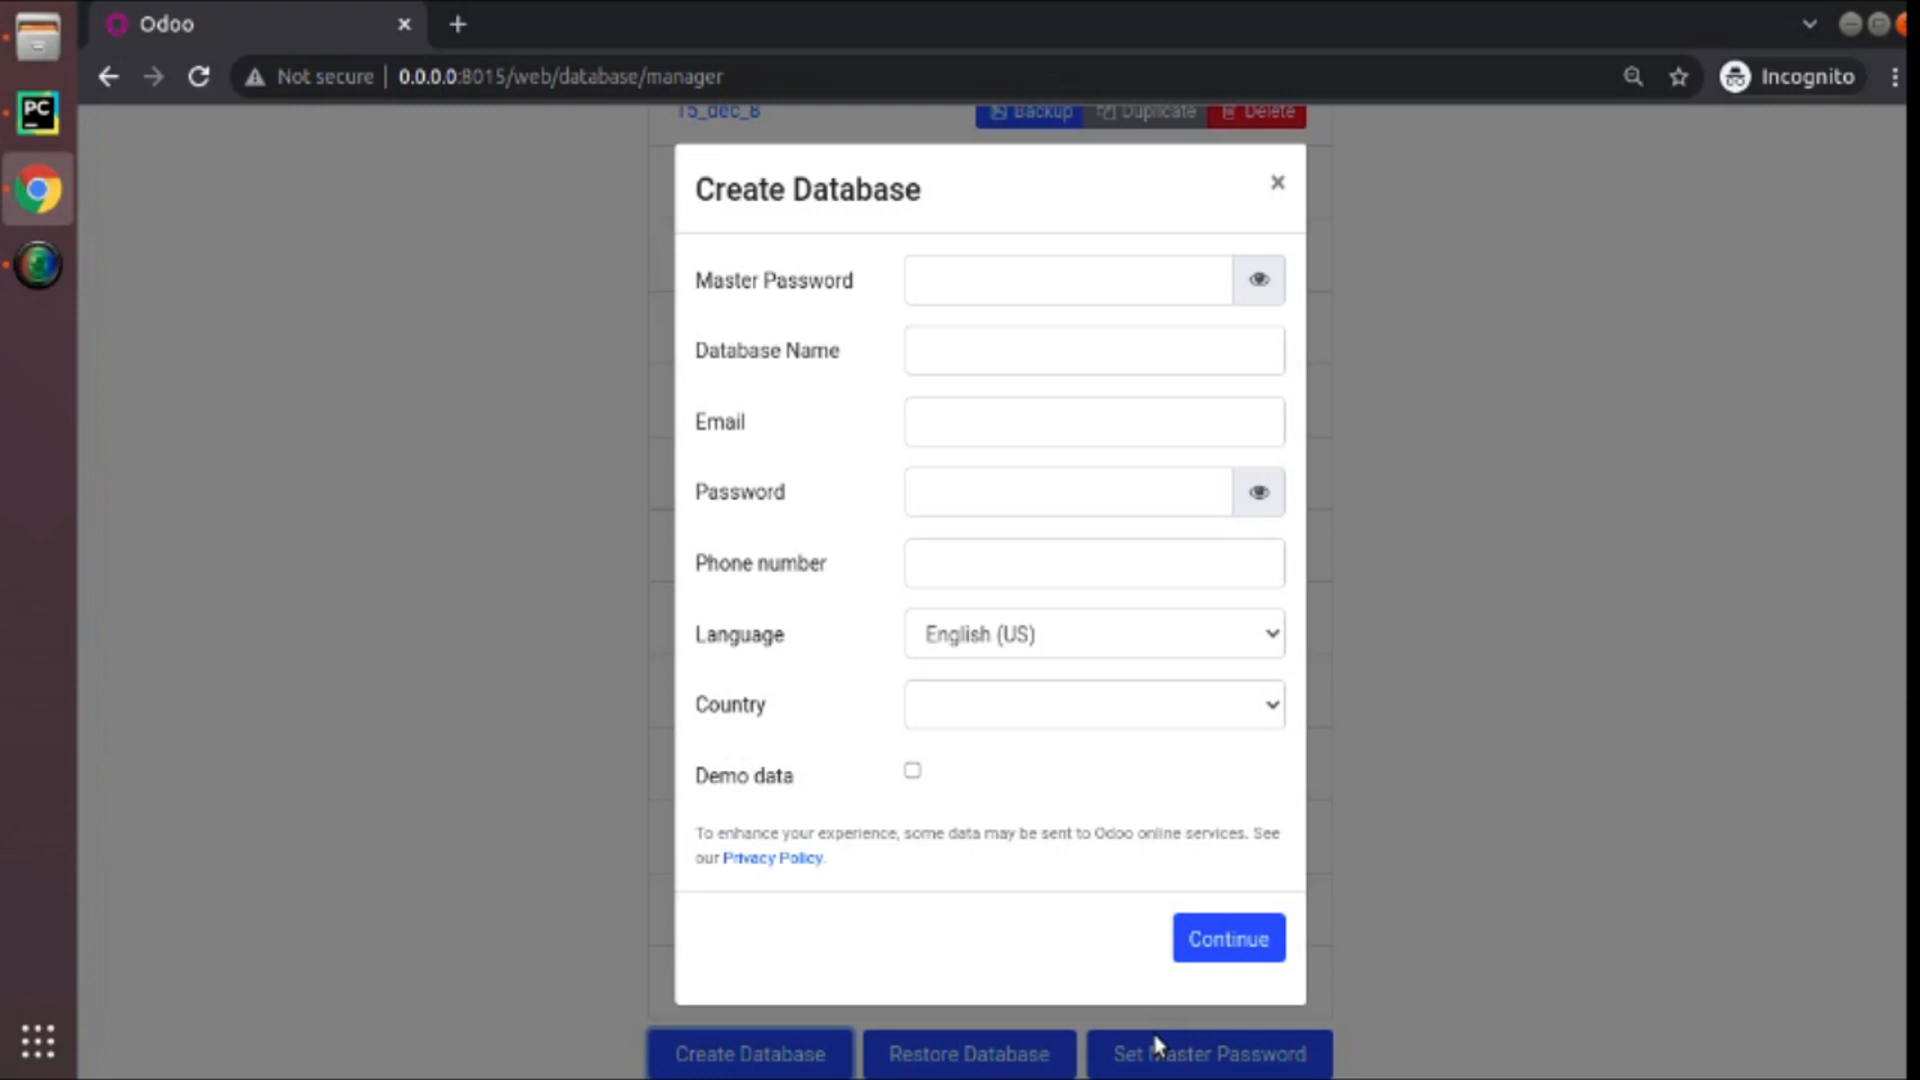 Odoo
Not secure
0.0.0.0:8015/web/database/manager
Incognito
15_dec_8
Backup
Duplicate
Delete
Create Database
×
Master Password
Database Name
Email
Password
Phone number
Language
English (US)
Country
Demo data
To enhance your experience, some data may be sent to Odoo online services. See
our Privacy Policy.
Continue
Create Database
Restore Database
Set Master Password
PC